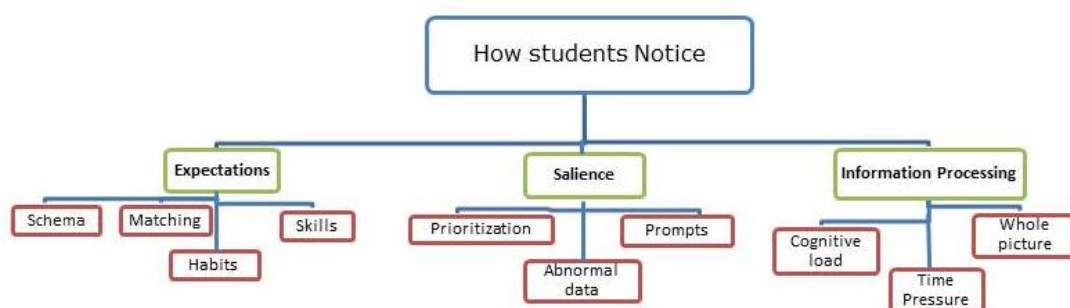 How students Notice
Expectations
Salience
Information Processing
Schema
Matching
Skills
Habits
Prioritization
Prompts
Abnormal
data
Cognitive
load
Whole
picture
Time
Pressure